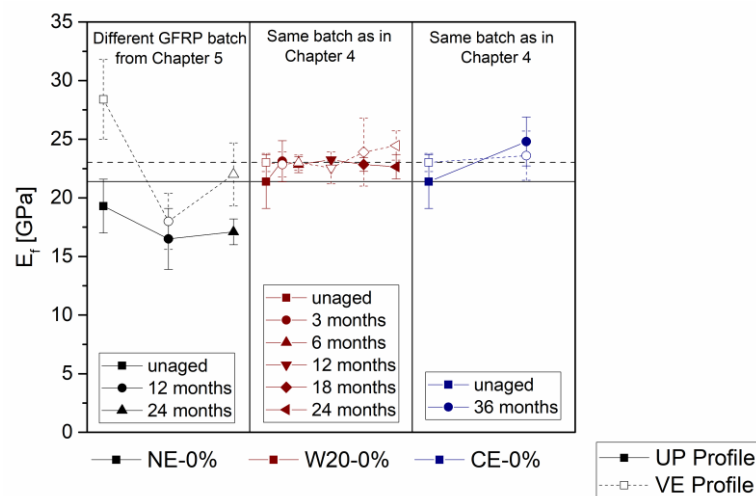 35
30
25
20
15
10
5
0
E_f [GPa]
Different GFRP batch
from Chapter 5
Same batch as in
Chapter 4
Same batch as in
Chapter 4
unaged
12 months
24 months
unaged
3 months
6 months
12 months
18 months
24 months
unaged
36 months
NE-0%
W20-0%
CE-0%
UP Profile
VE Profile